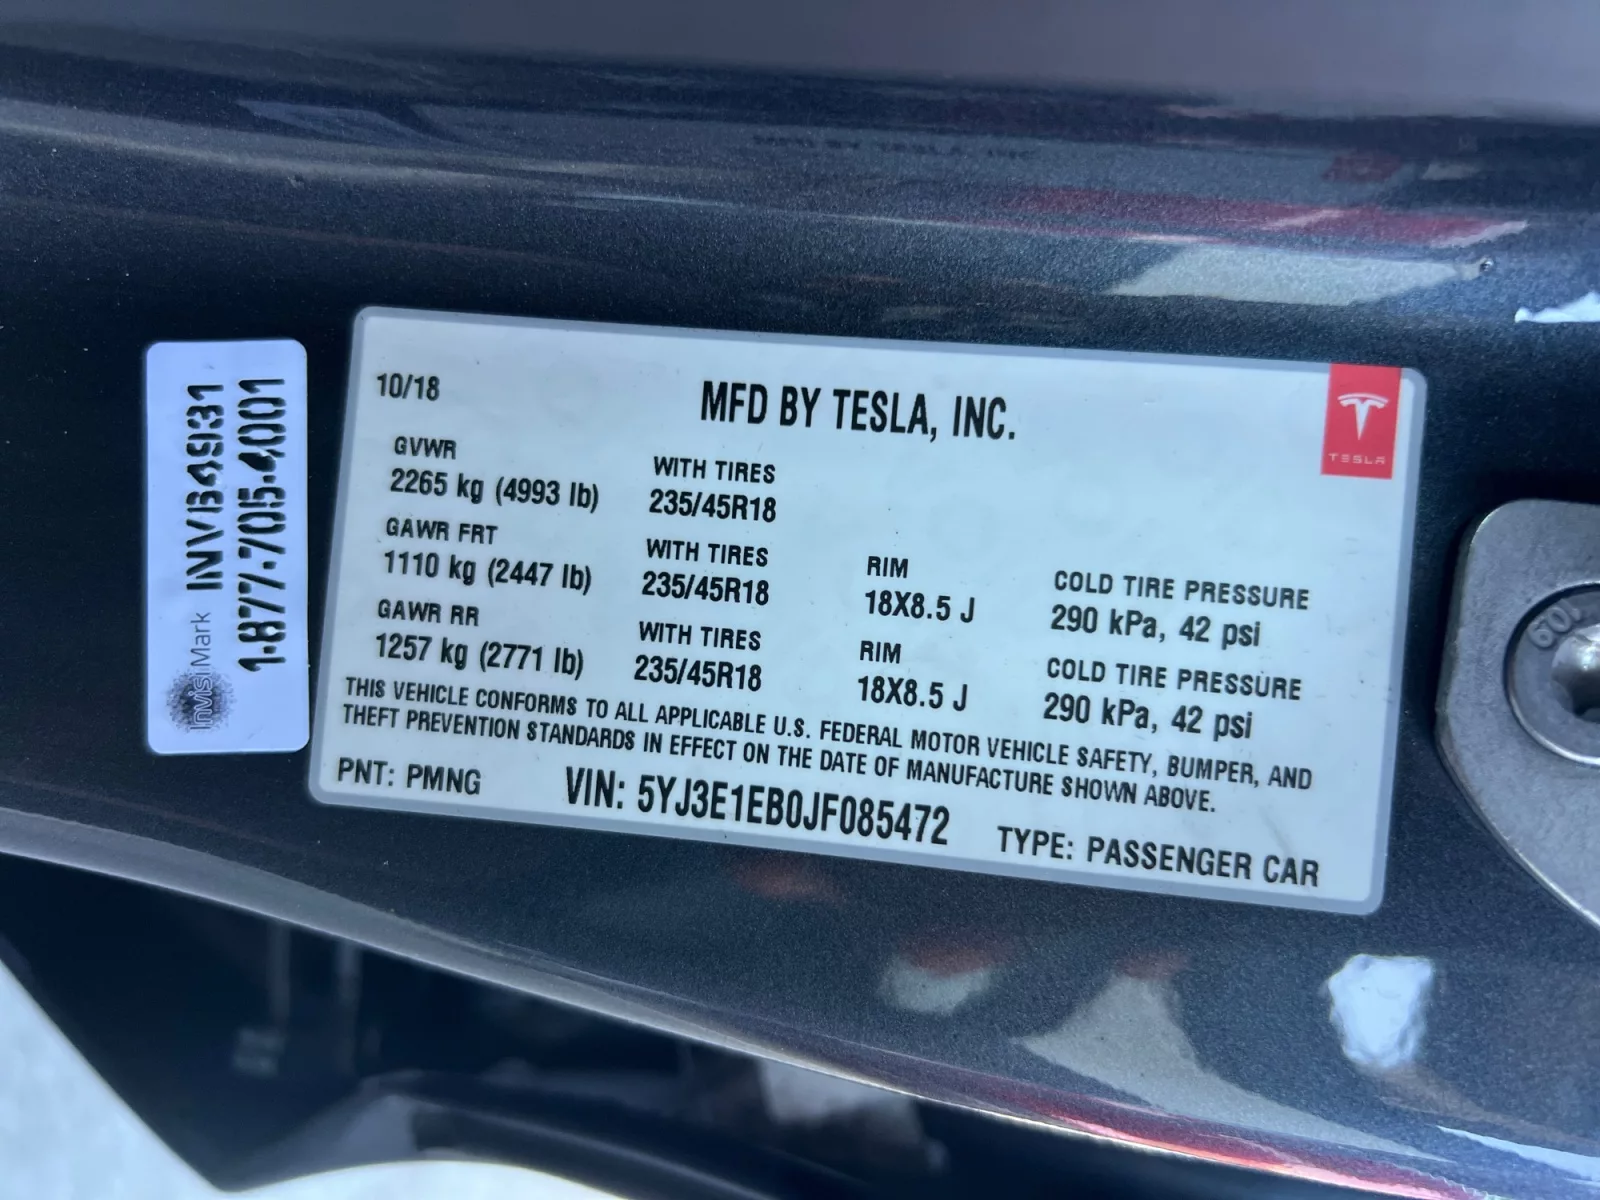 InvisiMark INVB4931
1-877-705-4001
10/18
MFD BY TESLA, INC.
TESLA
GVWR
2265 kg (4993 lb)
WITH TIRES
235/45R18
GAWR FRT
1110 kg (2447 lb)
WITH TIRES
235/45R18
RIM
18X8.5 J
COLD TIRE PRESSURE
290 kPa, 42 psi
GAWR RR
1257 kg (2771 lb)
WITH TIRES
235/45R18
RIM
18X8.5 J
COLD TIRE PRESSURE
290 kPa, 42 psi
THIS VEHICLE CONFORMS TO ALL APPLICABLE U.S. FEDERAL MOTOR VEHICLE SAFETY, BUMPER, AND
THEFT PREVENTION STANDARDS IN EFFECT ON THE DATE OF MANUFACTURE SHOWN ABOVE.
PNT: PMNG VIN: 5YJ3E1EB0JF085472 TYPE: PASSENGER CAR